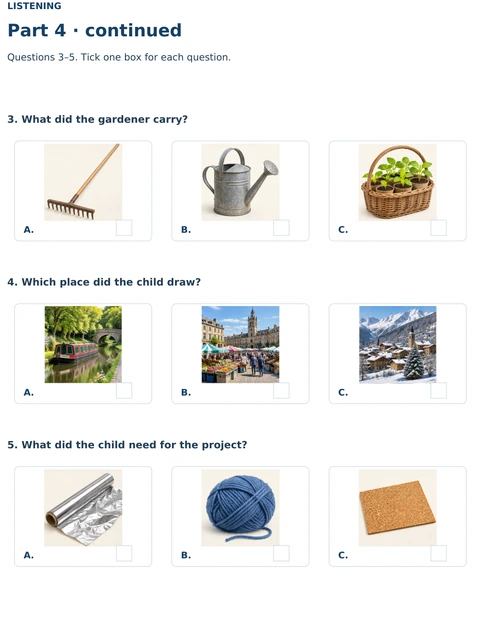 LISTENING
Part 4 · continued
Questions 3–5. Tick one box for each question.
3. What did the gardener carry?
A.
B.
C.
4. Which place did the child draw?
A.
B.
C.
5. What did the child need for the project?
A.
B.
C.